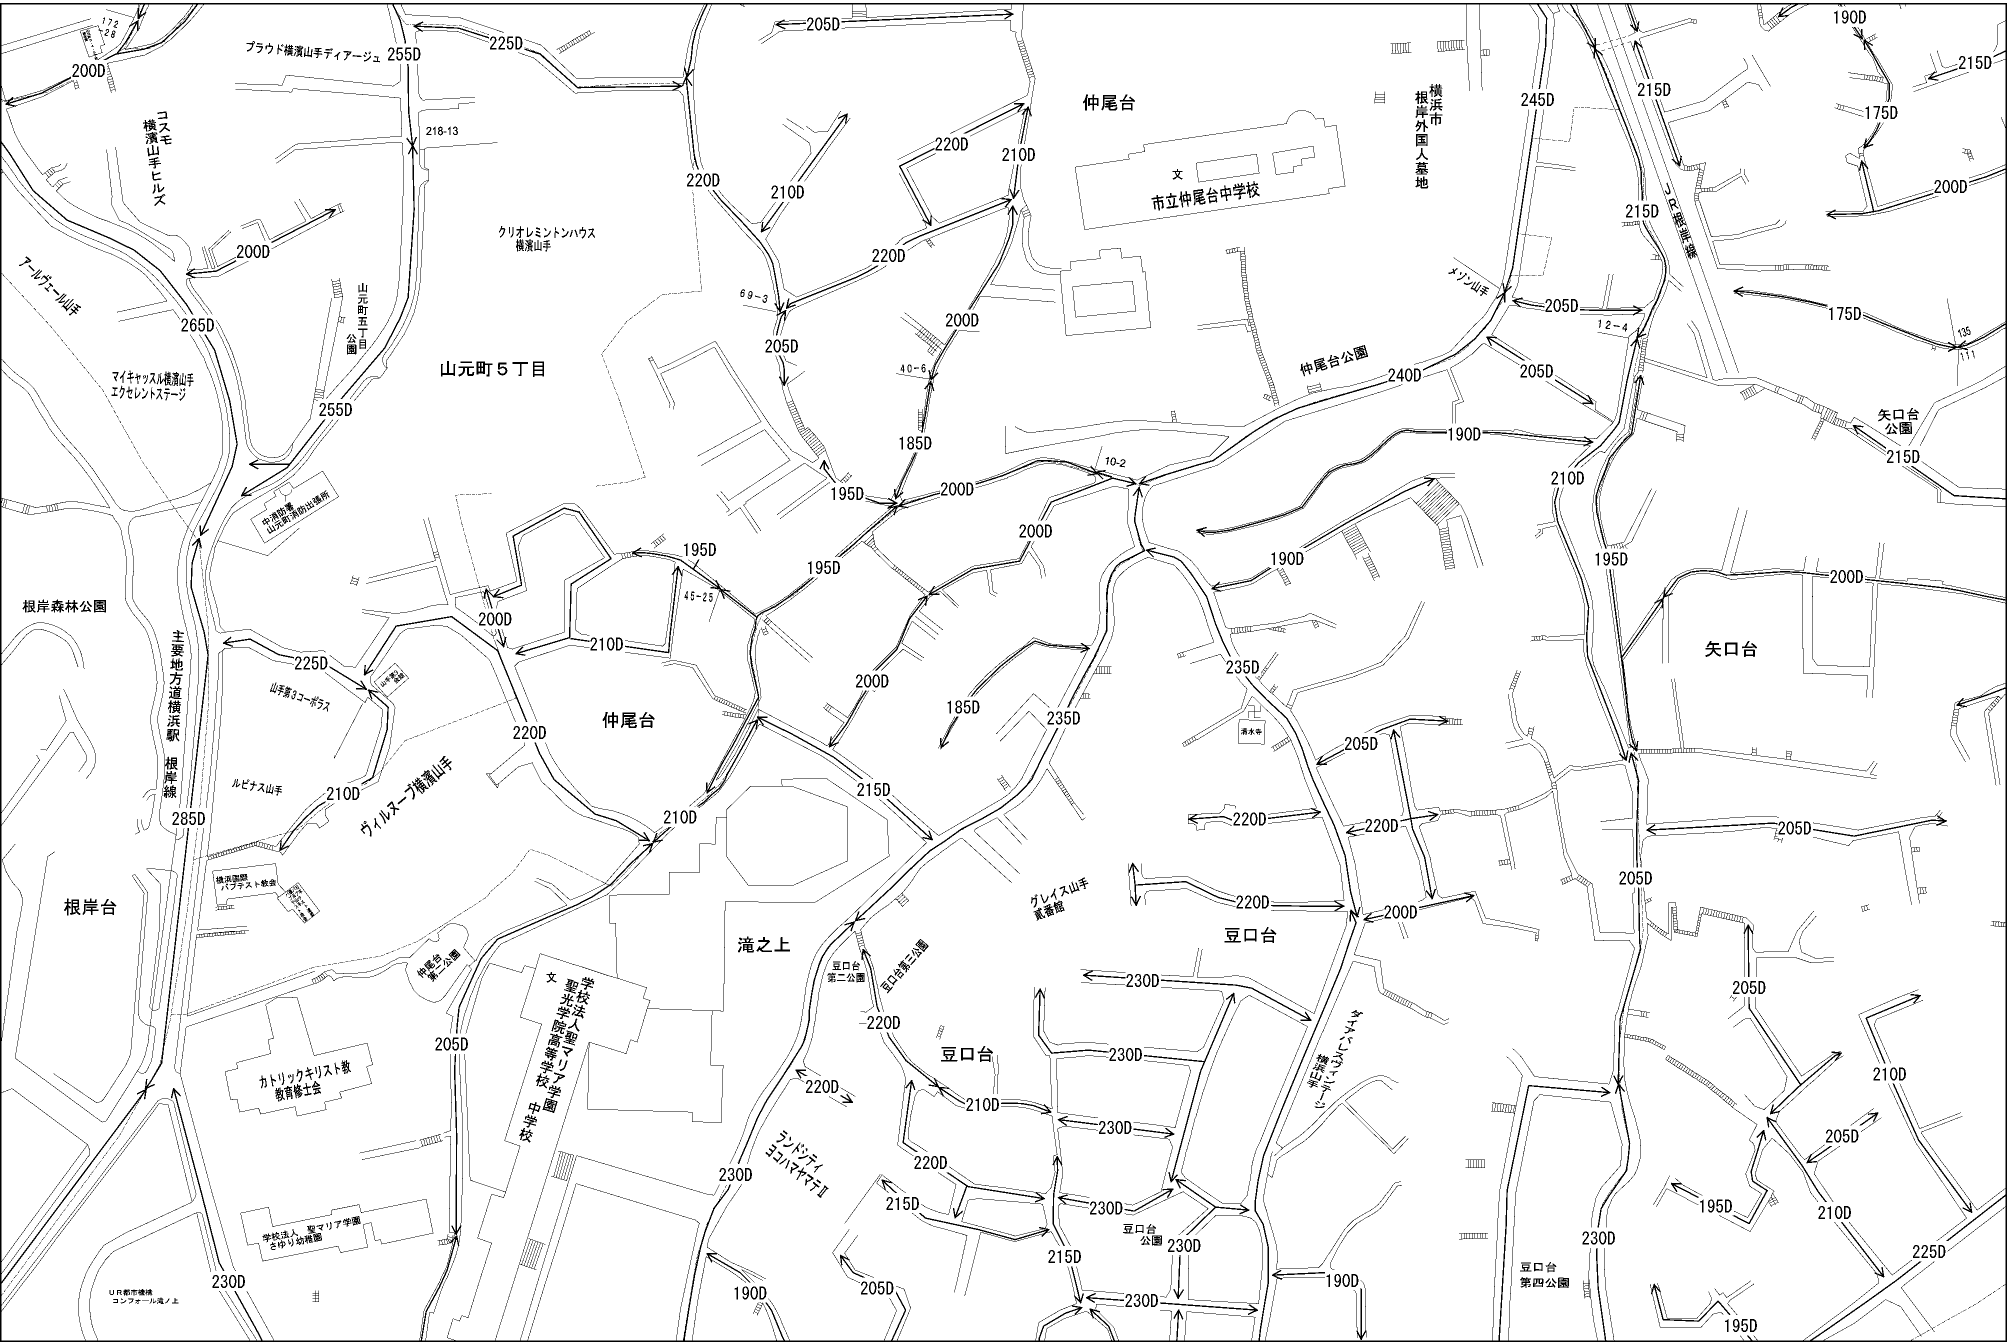 172
-28
200D
プラウド横濱山手ディアージュ
255D
225D
205D
190D
215D
245D
215D
175D
コスモ
横濱山手ヒルズ
218-13
仲尾台
横浜市
根岸外国人墓地
220D
210D
220D
210D
文
市立仲尾台中学校
200D
215D
JR根岸線
200D
クリオレミントンハウス
横濱山手
220D
アールヴェール山手
メゾン山手
山元町五丁目
公園
69-3
265D
200D
205D
12-4
175D
135
111
205D
山元町5丁目
マイキャッスル横濱山手
エクセレントステージ
40-6
仲尾台公園
240D
205D
255D
185D
190D
矢口台
公園
215D
10-2
195D
200D
210D
中消防署
山元町消防出張所
200D
195D
195D
190D
195D
45-25
200D
根岸森林公園
200D
210D
主要地方道横浜駅 根岸線
225D
山手第3コーポラス
235D
矢口台
200D
185D
仲尾台
220D
235D
清水寺
205D
ルピナス山手
210D
ヴィルヌーブ横濱山手
285D
210D
215D
220D
220D
205D
横浜国際
バプテスト教会
205D
根岸台
グレイス山手
貳番館
220D
200D
滝之上
豆口台
仲尾台
第一公園
豆口台
第二公園
豆口台第三公園
230D
205D
学校法人聖マリア学園
聖光学院高等学校 中学校
文
220D
ダイアパレスヴィンテージ
横浜山手
205D
豆口台
230D
カトリックキリスト教
教育修士会
220D
210D
210D
230D
205D
ランドシティ
ヨコハマヤマテⅡ
230D
220D
215D
230D
195D
210D
学校法人 聖マリア学園
さゆり幼稚園
豆口台
公園
230D
215D
230D
225D
230D
UR都市機構
コンフォール滝ノ上
190D
205D
190D
豆口台
第四公園
230D
195D